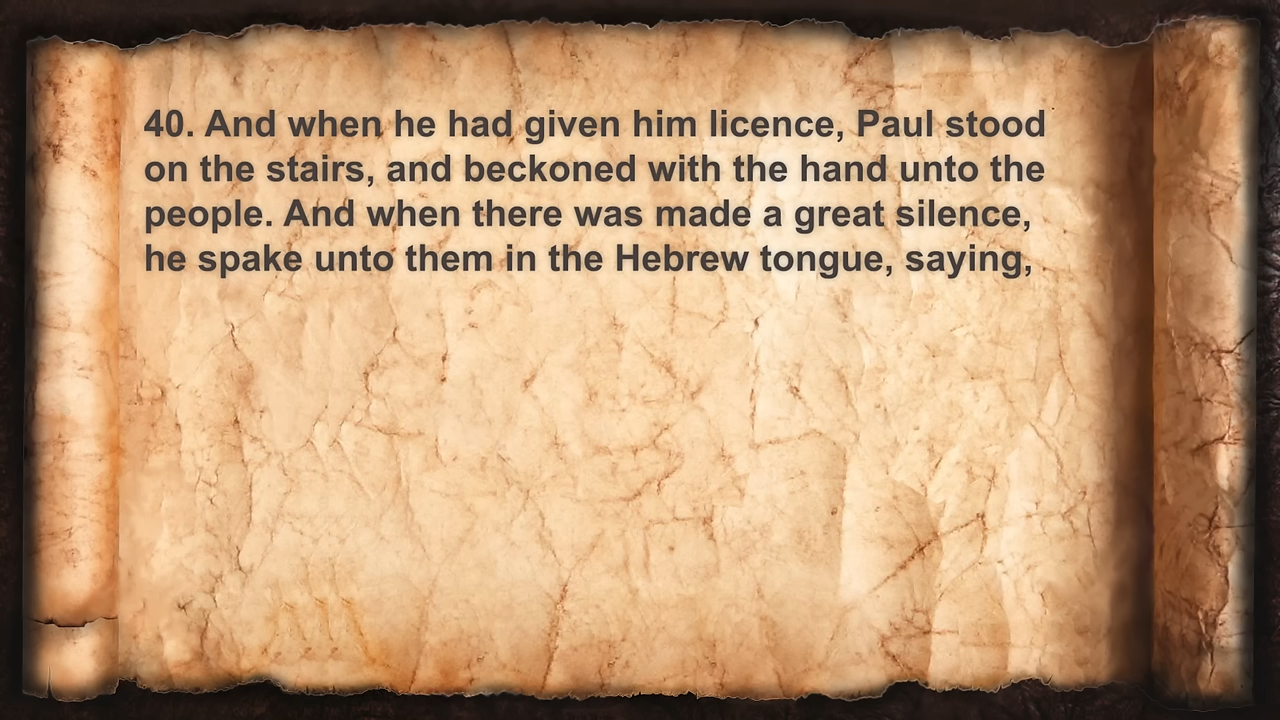 40. And when he had given him licence, Paul stood
on the stairs, and beckoned with the hand unto the
people. And when there was made a great silence,
he spake unto them in the Hebrew tongue, saying,